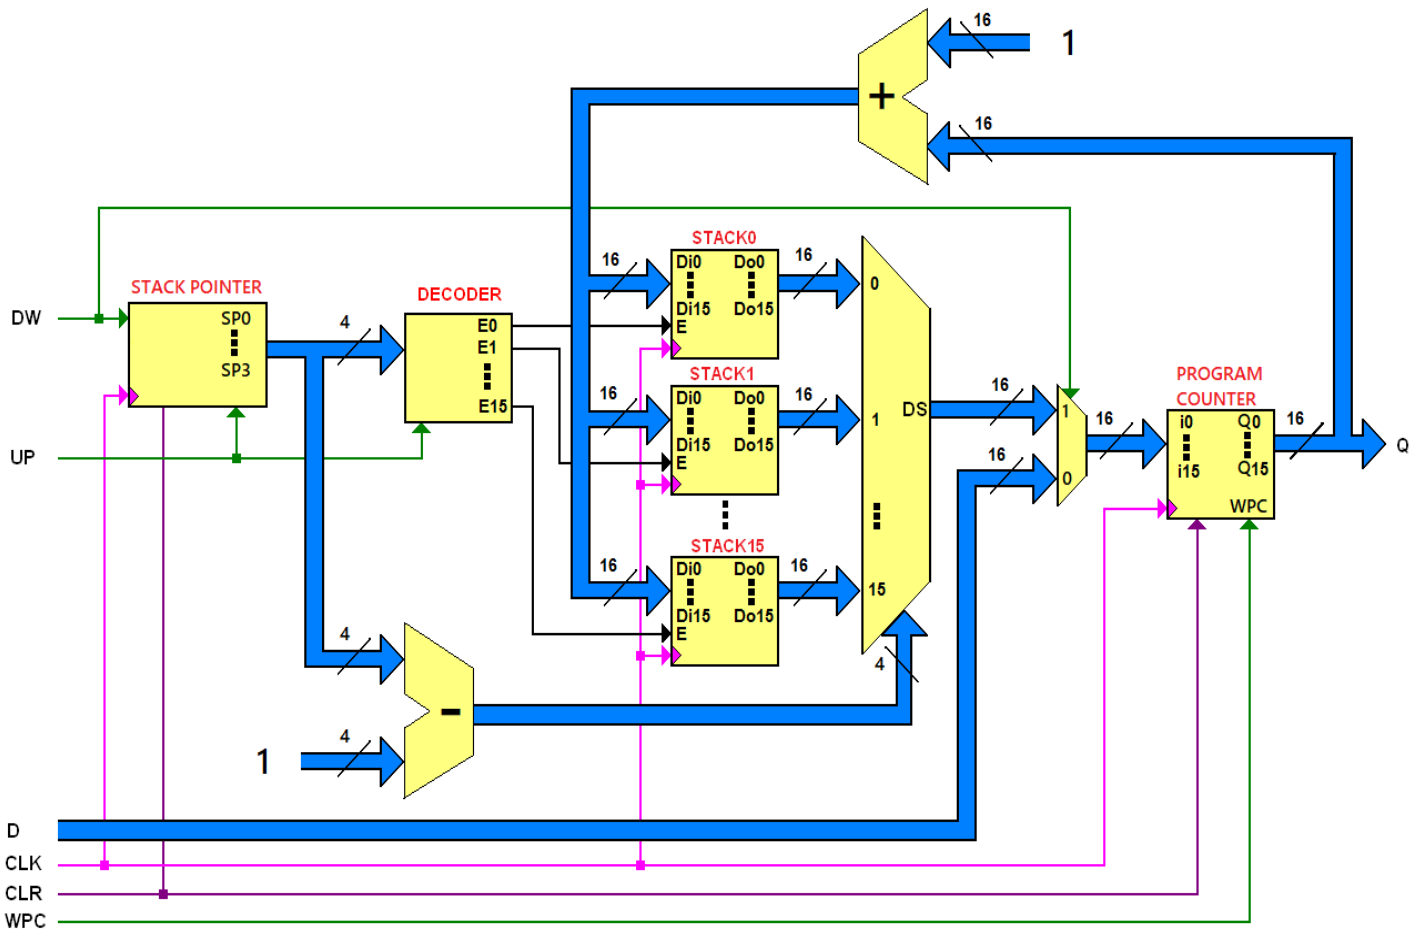 16
1
+
16
STACK0
16
Di0
Do0
16
Di15
Do15
E
0
STACK POINTER
DW
SP0
SP3
DECODER
4
E0
E1
E15
UP
STACK1
16
Di0
Do0
16
Di15
Do15
E
1
DS
16
1
16
0
16
PROGRAM
COUNTER
i0
Q0
i15
Q15
WPC
16
Q
STACK15
16
Di0
Do0
16
Di15
Do15
E
15
4
4
-
1
4
D
CLK
CLR
WPC